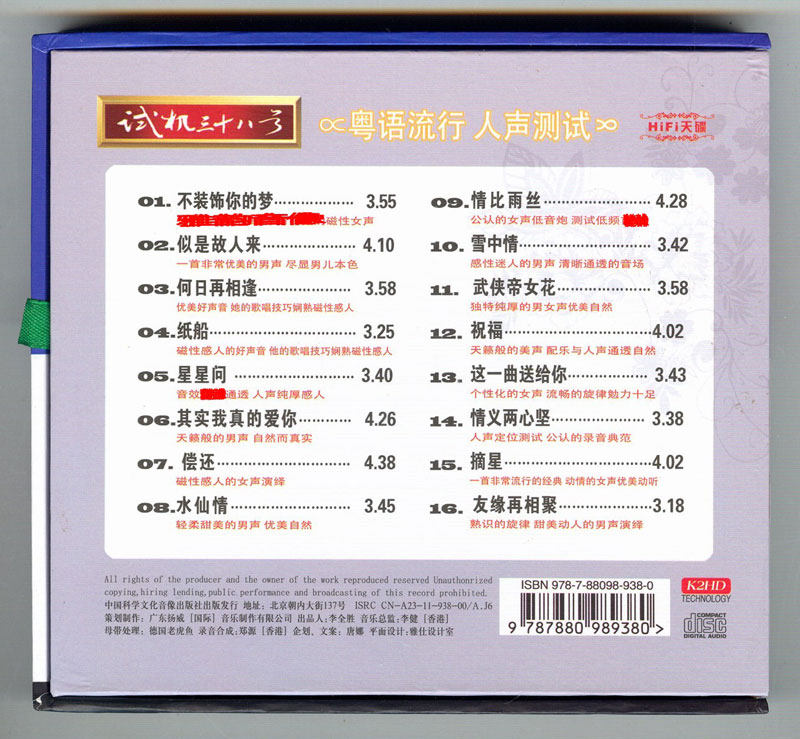 试机三十八号
粤语流行 人声测试
HiFi天碟
01. 不装饰你的梦 3.55
磁性女声
02. 似是故人来 4.10
一首非常优美的男声 尽显男儿本色
03. 何日再相逢 3.58
优美好声音 她的歌唱技巧娴熟磁性感人
04. 纸船 3.25
磁性感人的好声音 他的歌唱技巧娴熟磁性感人
05. 星星问 3.40
音效 通透 人声纯厚感人
06. 其实我真的爱你 4.26
天籁般的男声 自然而真实
07. 偿还 4.38
磁性感人的女声演绎
08. 水仙情 3.45
轻柔甜美的男声 优美自然
09. 情比雨丝 4.28
公认的女声低音炮 测试低频
10. 雪中情 3.42
感性迷人的男声 清晰通透的音场
11. 武侠帝女花 3.58
独特纯厚的男女声优美自然
12. 祝福 4.02
天籁般的美声 配乐与人声通透自然
13. 这一曲送给你 3.43
个性化的女声 流畅的旋律勉力十足
14. 情义两心坚 3.38
人声定位测试 公认的录音典范
15. 摘星 4.02
一首非常流行的经典 动情的女声优美动听
16. 友缘再相聚 3.18
熟识的旋律 甜美动人的男声演绎
All rights of the producer and the owner of the work reproduced reserved Unauthonrized
copying,hiring lending,public performance and broadcasting of this record prohibited.
中国科学文化音像出版社出版发行 地址: 北京朝内大街137号 ISRC CN-A23-11-938-00/A.J6
策划制作: 广东扬威 [国际] 音乐制作有限公司 出品人: 李全胜 音乐总监: 李健 [香港]
母带处理: 德国老虎鱼 录音合成: 郑源 [香港] 企划、文案: 唐娜 平面设计: 雅仕设计室
ISBN 978-7-88098-938-0
9 787880 989380 >
K2HD
TECHNOLOGY
COMPACT
disc
DIGITAL AUDIO